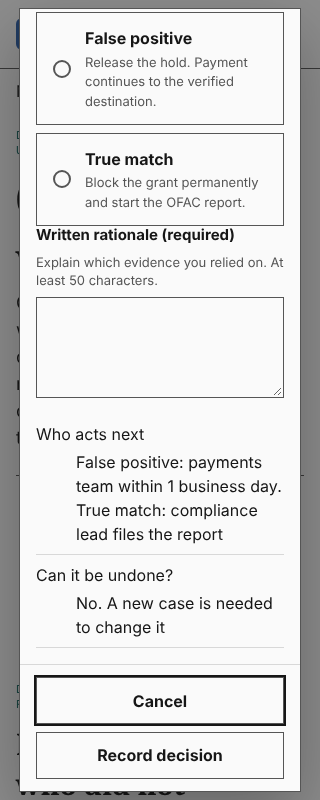 False positive
Release the hold. Payment
continues to the verified
destination.
True match
Block the grant permanently
and start the OFAC report.
Written rationale (required)
Explain which evidence you relied on. At
least 50 characters.
Who acts next
False positive: payments
team within 1 business day.
True match: compliance
lead files the report
Can it be undone?
No. A new case is needed
to change it
Cancel
Record decision